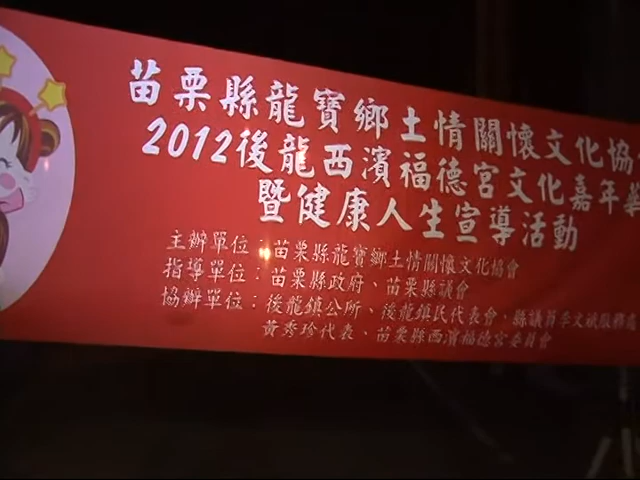 苗栗縣龍寶鄉土情關懷文化協
2012後龍西濱福德宮文化嘉年
暨健康人生宣導活動
主辦單位：苗栗縣龍寶鄉土情關懷文化協會
指導單位：苗栗縣政府、苗栗縣議會
協辦單位：後龍鎮公所、後龍鎮民代表會、縣議員李文斌服務處
黃秀珍代表、苗栗縣西濱福德宮委員會